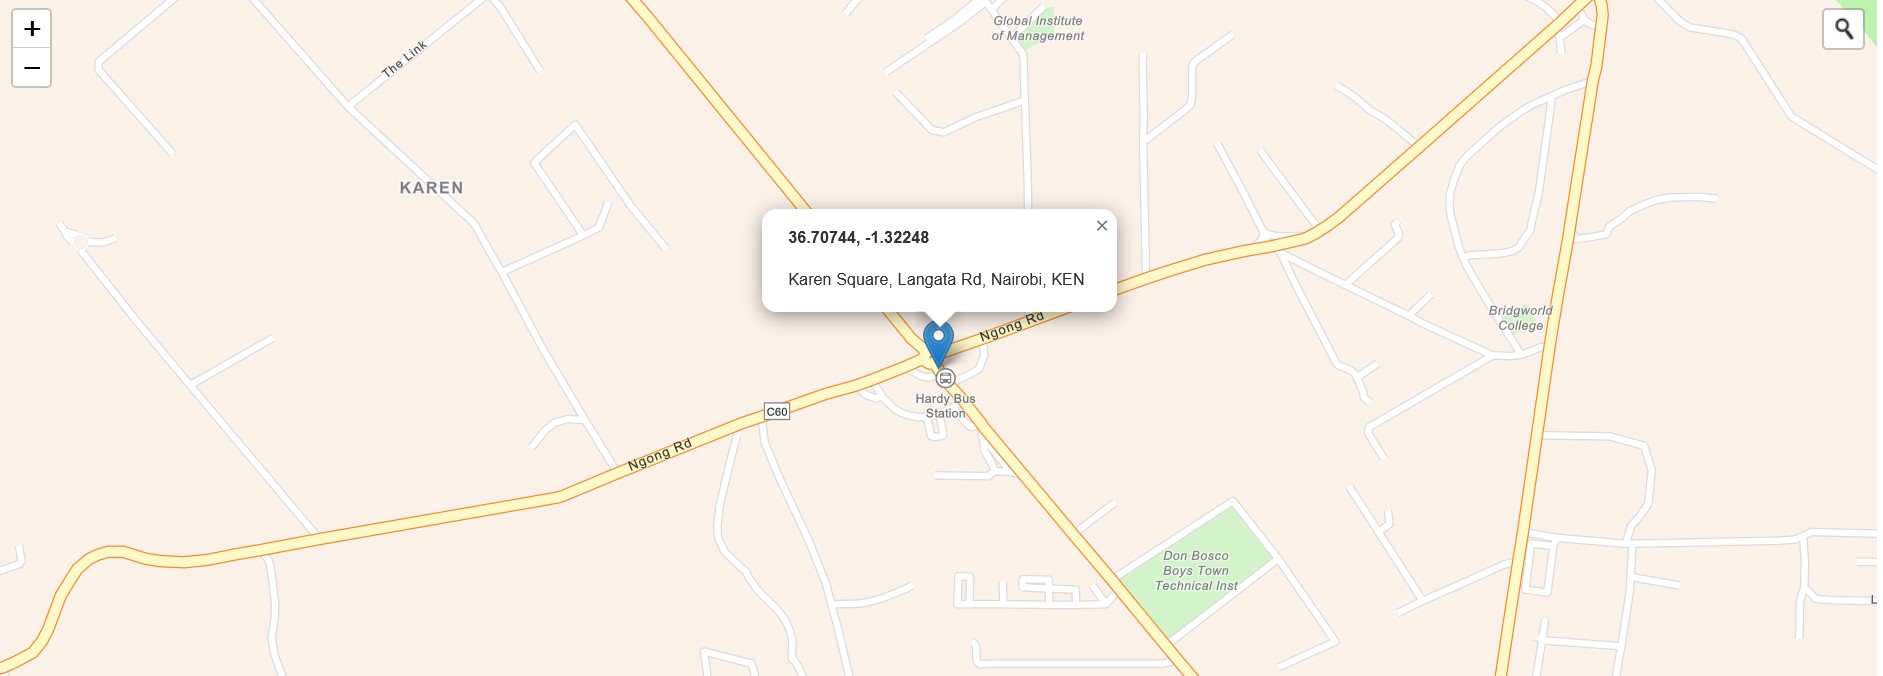 +
−
Global Institute
of Management
The Link
KAREN
36.70744, -1.32248
×
Karen Square, Langata Rd, Nairobi, KEN
Ngong Rd
Bridgworld
College
Hardy Bus
Station
C60
Ngong Rd
Don Bosco
Boys Town
Technical Inst